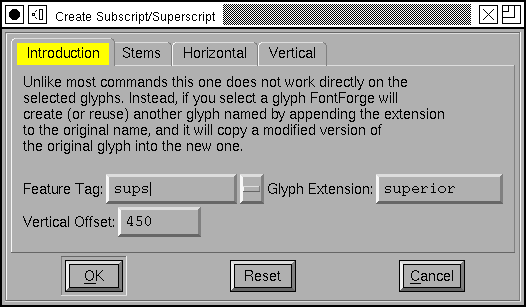 Create Subscript/Superscript
Introduction Stems Horizontal Vertical
Unlike most commands this one does not work directly on the
selected glyphs. Instead, if you select a glyph FontForge will
create (or reuse) another glyph named by appending the extension
to the original name, and it will copy a modified version of
the original glyph into the new one.
Feature Tag: sups Glyph Extension: superior
Vertical Offset: 450
OK Reset Cancel